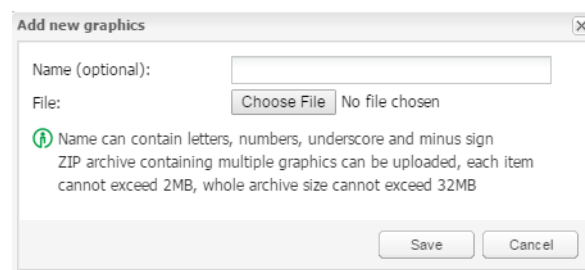 Add new graphics
Name (optional):
File: Choose File No file chosen
Name can contain letters, numbers, underscore and minus sign
ZIP archive containing multiple graphics can be uploaded, each item
cannot exceed 2MB, whole archive size cannot exceed 32MB
Save Cancel